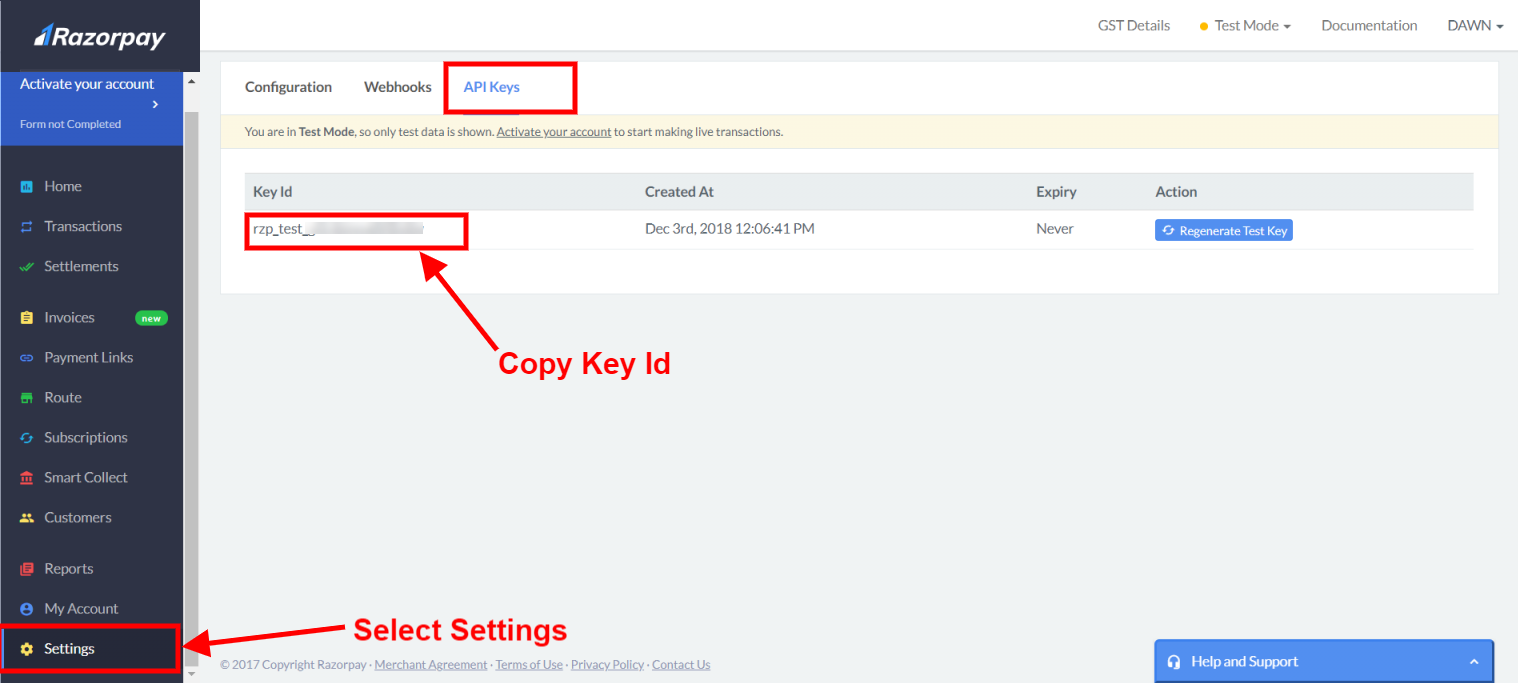 Razorpay
GST Details
Test Mode
Documentation
DAWN
Activate your account
Form not Completed
Home
Transactions
Settlements
Invoices new
Payment Links
Route
Subscriptions
Smart Collect
Customers
Reports
My Account
Settings
Configuration Webhooks API Keys
You are in Test Mode, so only test data is shown. Activate your account to start making live transactions.
Key Id Created At Expiry Action
rzp_test_ Dec 3rd, 2018 12:06:41 PM Never Regenerate Test Key
Copy Key Id
Select Settings
© 2017 Copyright Razorpay · Merchant Agreement · Terms of Use · Privacy Policy · Contact Us
Help and Support